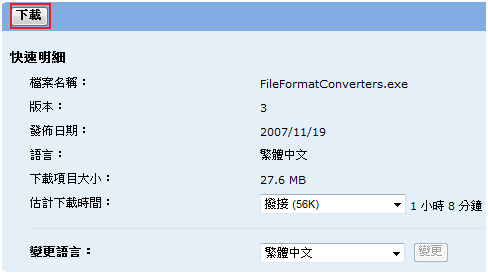 下載
快速明細
檔案名稱： FileFormatConverters.exe
版本： 3
發佈日期： 2007/11/19
語言： 繁體中文
下載項目大小： 27.6 MB
估計下載時間： 撥接 (56K) 1 小時 8 分鐘
變更語言： 繁體中文 變更